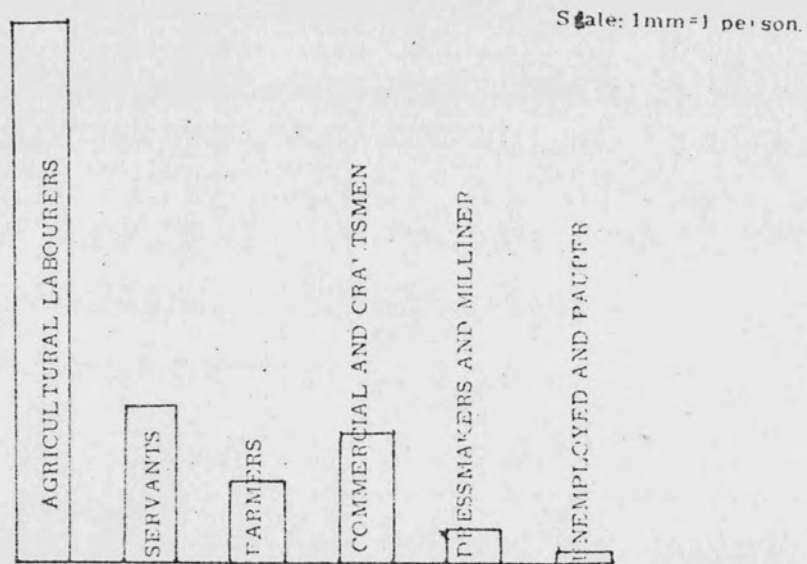 Scale: 1mm=1 person.
AGRICULTURAL LABOURERS
SERVANTS
FARMERS
COMMERCIAL AND CRAFTSMEN
DRESSMAKERS AND MILLINER
UNEMPLOYED AND PAUPER